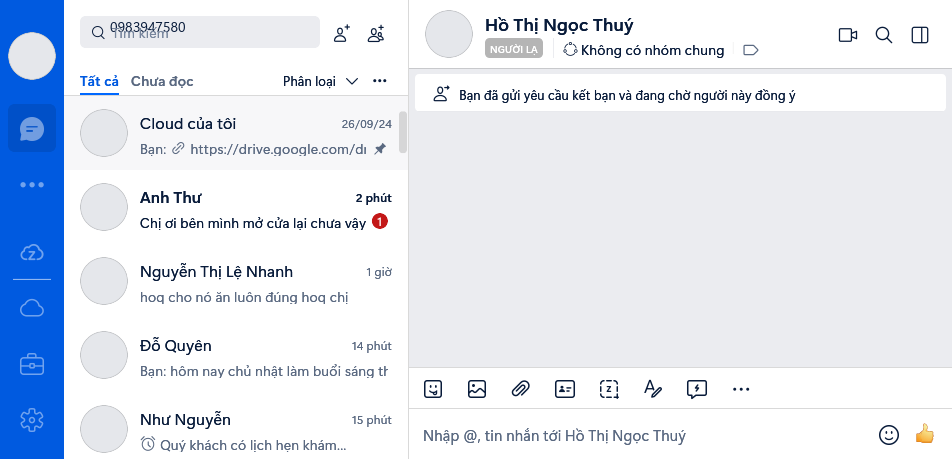 0983947580
Tìm kiếm
Tất cả
Chưa đọc
Phân loại
Cloud của tôi
26/09/24
Bạn: https://drive.google.com/dr
Anh Thư
2 phút
Chị ơi bên mình mở cửa lại chưa vậy
1
Nguyễn Thị Lệ Nhanh
1 giờ
hoq cho nó ăn luôn đúng hoq chị
Đỗ Quyên
14 phút
Bạn: hôm nay chủ nhật làm buổi sáng th
Như Nguyễn
15 phút
Quý khách có lịch hẹn khám...
Hồ Thị Ngọc Thuý
NGƯỜI LẠ
Không có nhóm chung
Bạn đã gửi yêu cầu kết bạn và đang chờ người này đồng ý
Nhập @, tin nhắn tới Hồ Thị Ngọc Thuý